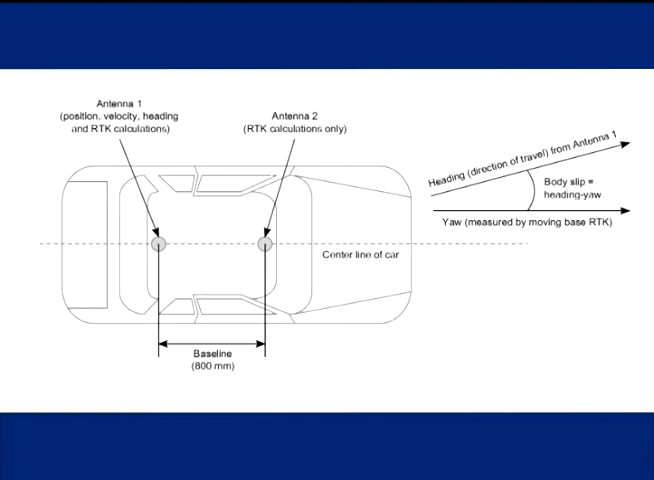 Antenna 1
(position, velocity, heading
and RTK calculations)
Antenna 2
(RTK calculations only)
Heading (direction of travel) from Antenna 1
Body slip =
heading-yaw
Yaw (measured by moving base RTK)
Center line of car
Baseline
(800 mm)